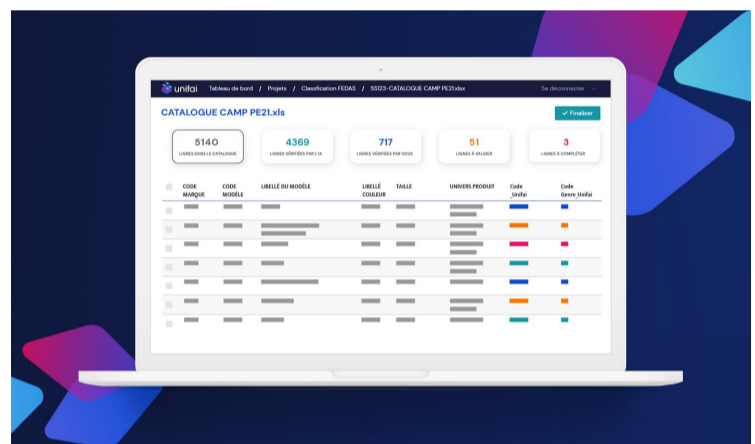 unifai Tableau de bord / Projets / Classification FEDAS / SS123-CATALOGUE CAMP PE21.xlsx Se déconnecter
CATALOGUE CAMP PE21.xls
✓ Finaliser
5140 4369 717 51 3
LIGNES DANS LE CATALOGUE LIGNES VÉRIFIÉES PAR L'IA LIGNES VÉRIFIÉES PAR VOUS LIGNES À VALIDER LIGNES À COMPLÉTER
CODE CODE LIBELLÉ DU MODÈLE LIBELLÉ TAILLE UNIVERS PRODUIT Code Code
MARQUE MODÈLE COULEUR _Unifai Genre_Unifai